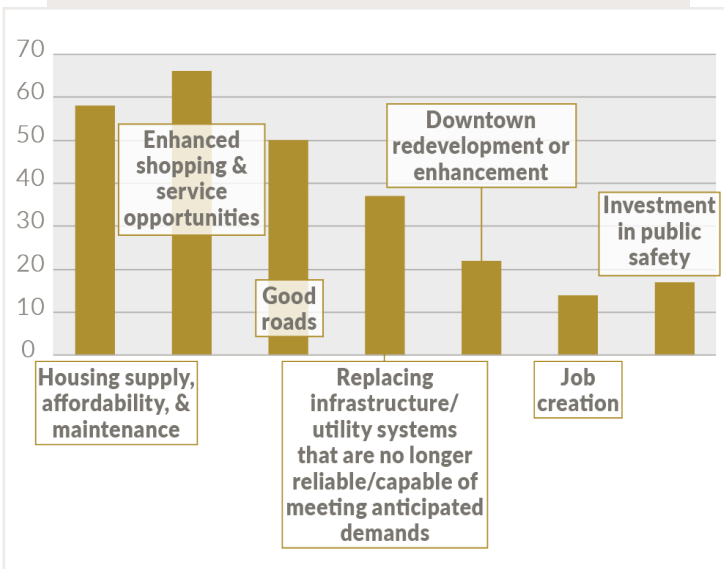 70
60
50
40
30
20
10
0
Enhanced
shopping &
service
opportunities
Good
roads
Downtown
redevelopment or
enhancement
Investment
in public
safety
Housing supply,
affordability, &
maintenance
Replacing
infrastructure/
utility systems
that are no longer
reliable/capable of
meeting anticipated
demands
Job
creation